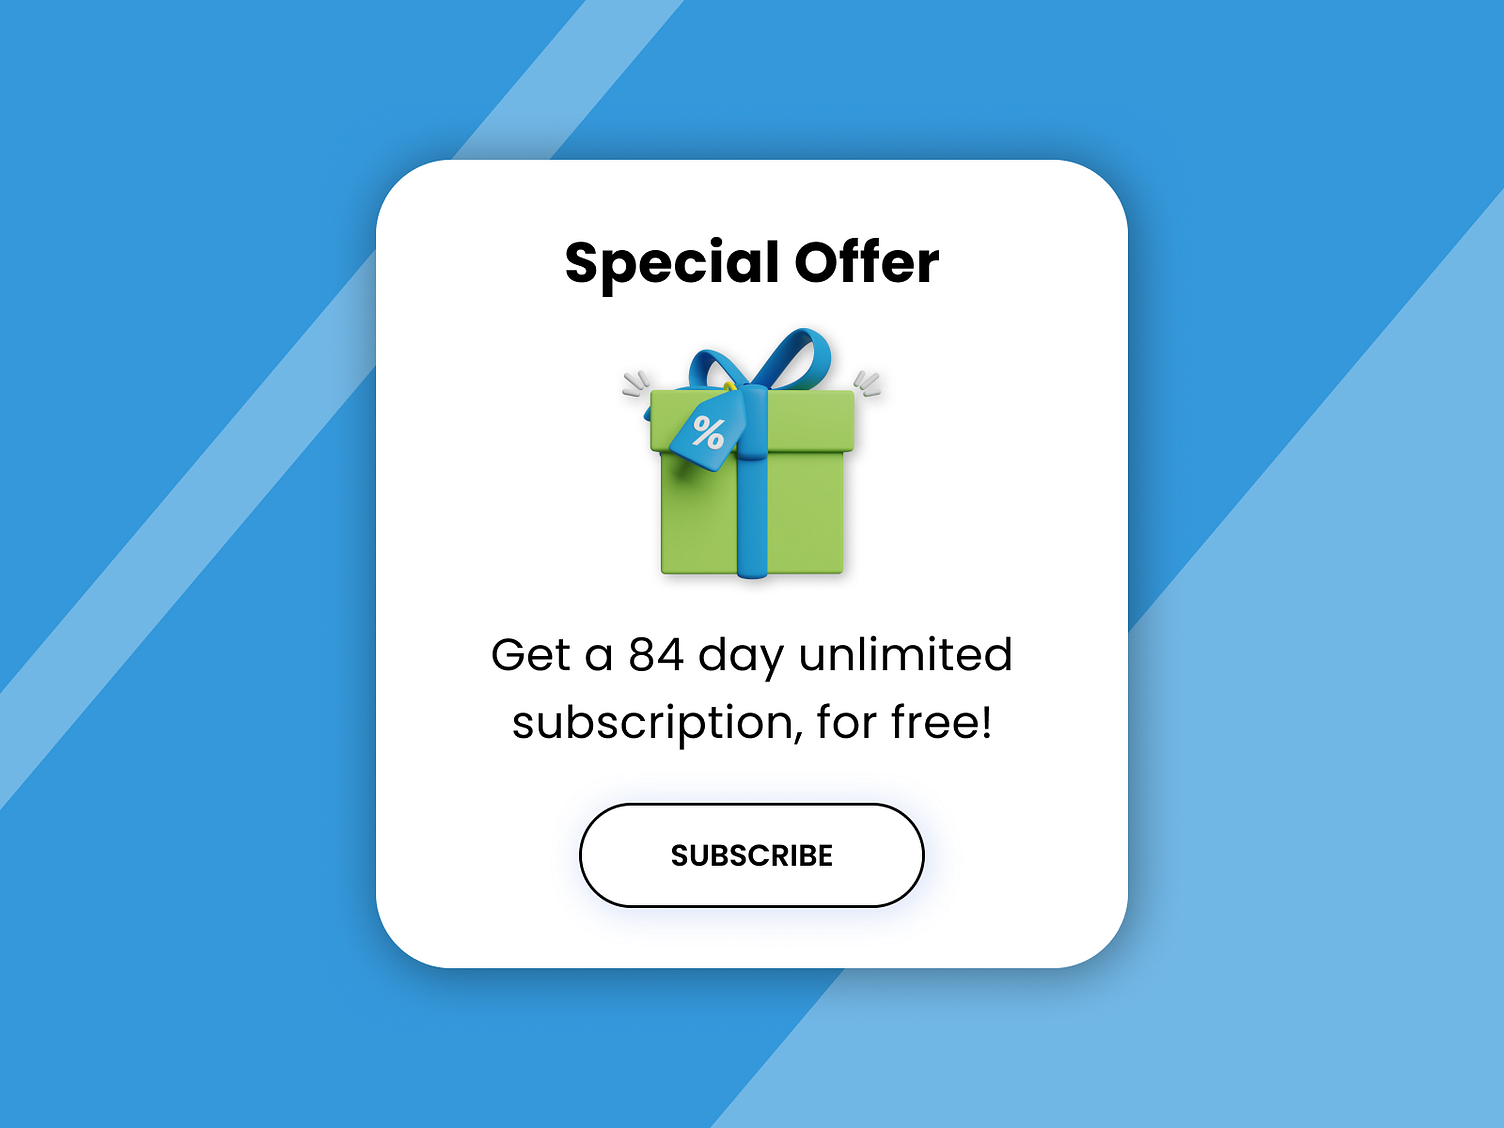 Special Offer
%
Get a 84 day unlimited
subscription, for free!
SUBSCRIBE